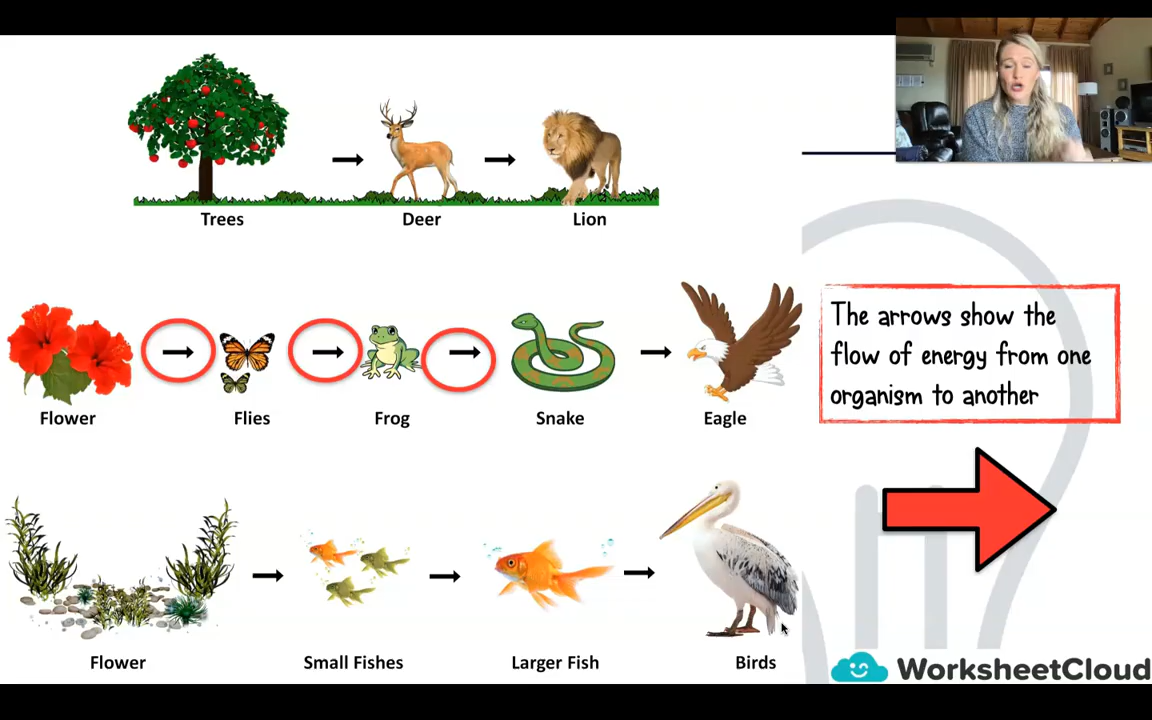 Trees
Deer
Lion
Flower
Flies
Frog
Snake
Eagle
The arrows show the
flow of energy from one
organism to another
Flower
Small Fishes
Larger Fish
Birds
WorksheetCloud